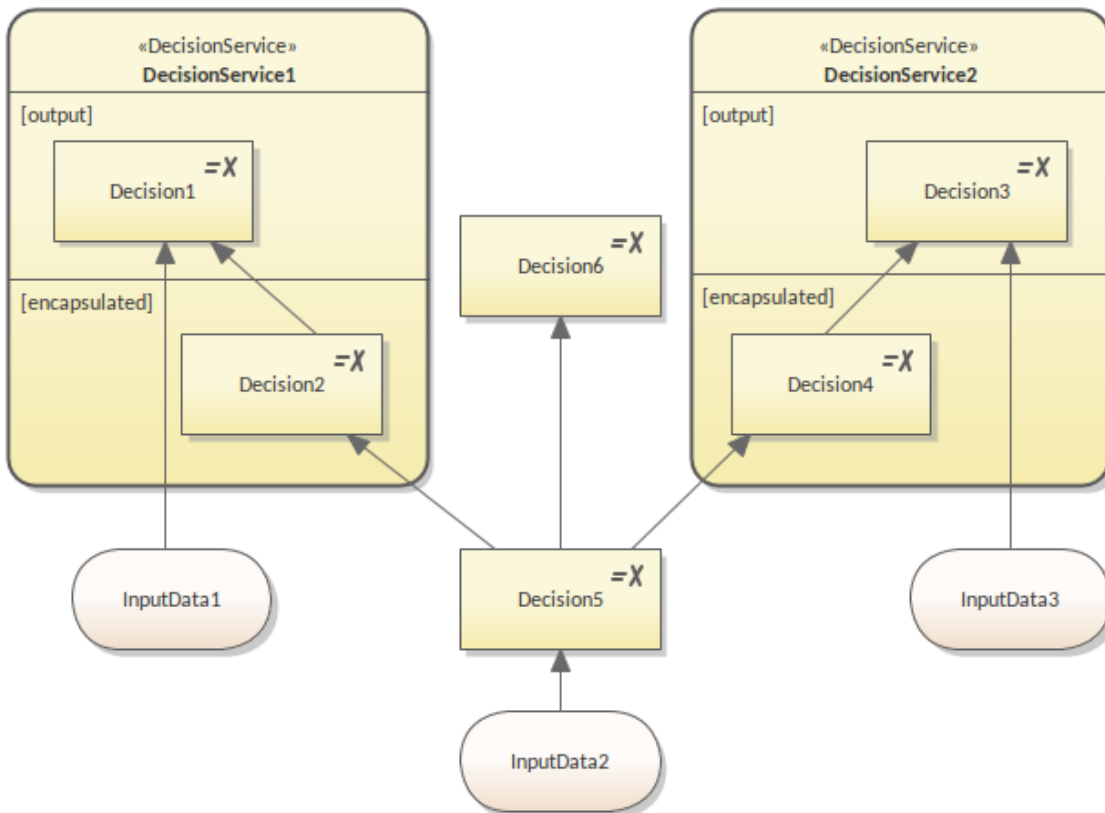 «DecisionService»
DecisionService1
[output]
=X
Decision1
[encapsulated]
=X
Decision2
=X
Decision6
«DecisionService»
DecisionService2
[output]
=X
Decision3
[encapsulated]
=X
Decision4
InputData1
=X
Decision5
InputData3
InputData2